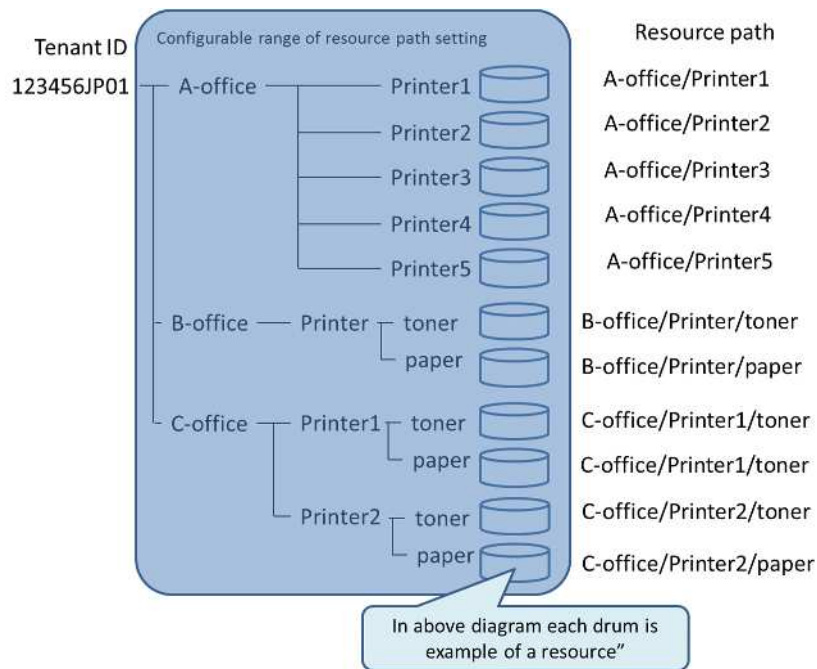 Configurable range of resource path setting
Resource path
Tenant ID
123456JP01
A-office
Printer1
A-office/Printer1
Printer2
A-office/Printer2
Printer3
A-office/Printer3
Printer4
A-office/Printer4
Printer5
A-office/Printer5
B-office
Printer
toner
B-office/Printer/toner
paper
B-office/Printer/paper
C-office
Printer1
toner
C-office/Printer1/toner
paper
C-office/Printer1/toner
Printer2
toner
C-office/Printer2/toner
paper
C-office/Printer2/paper
In above diagram each drum is
example of a resource”